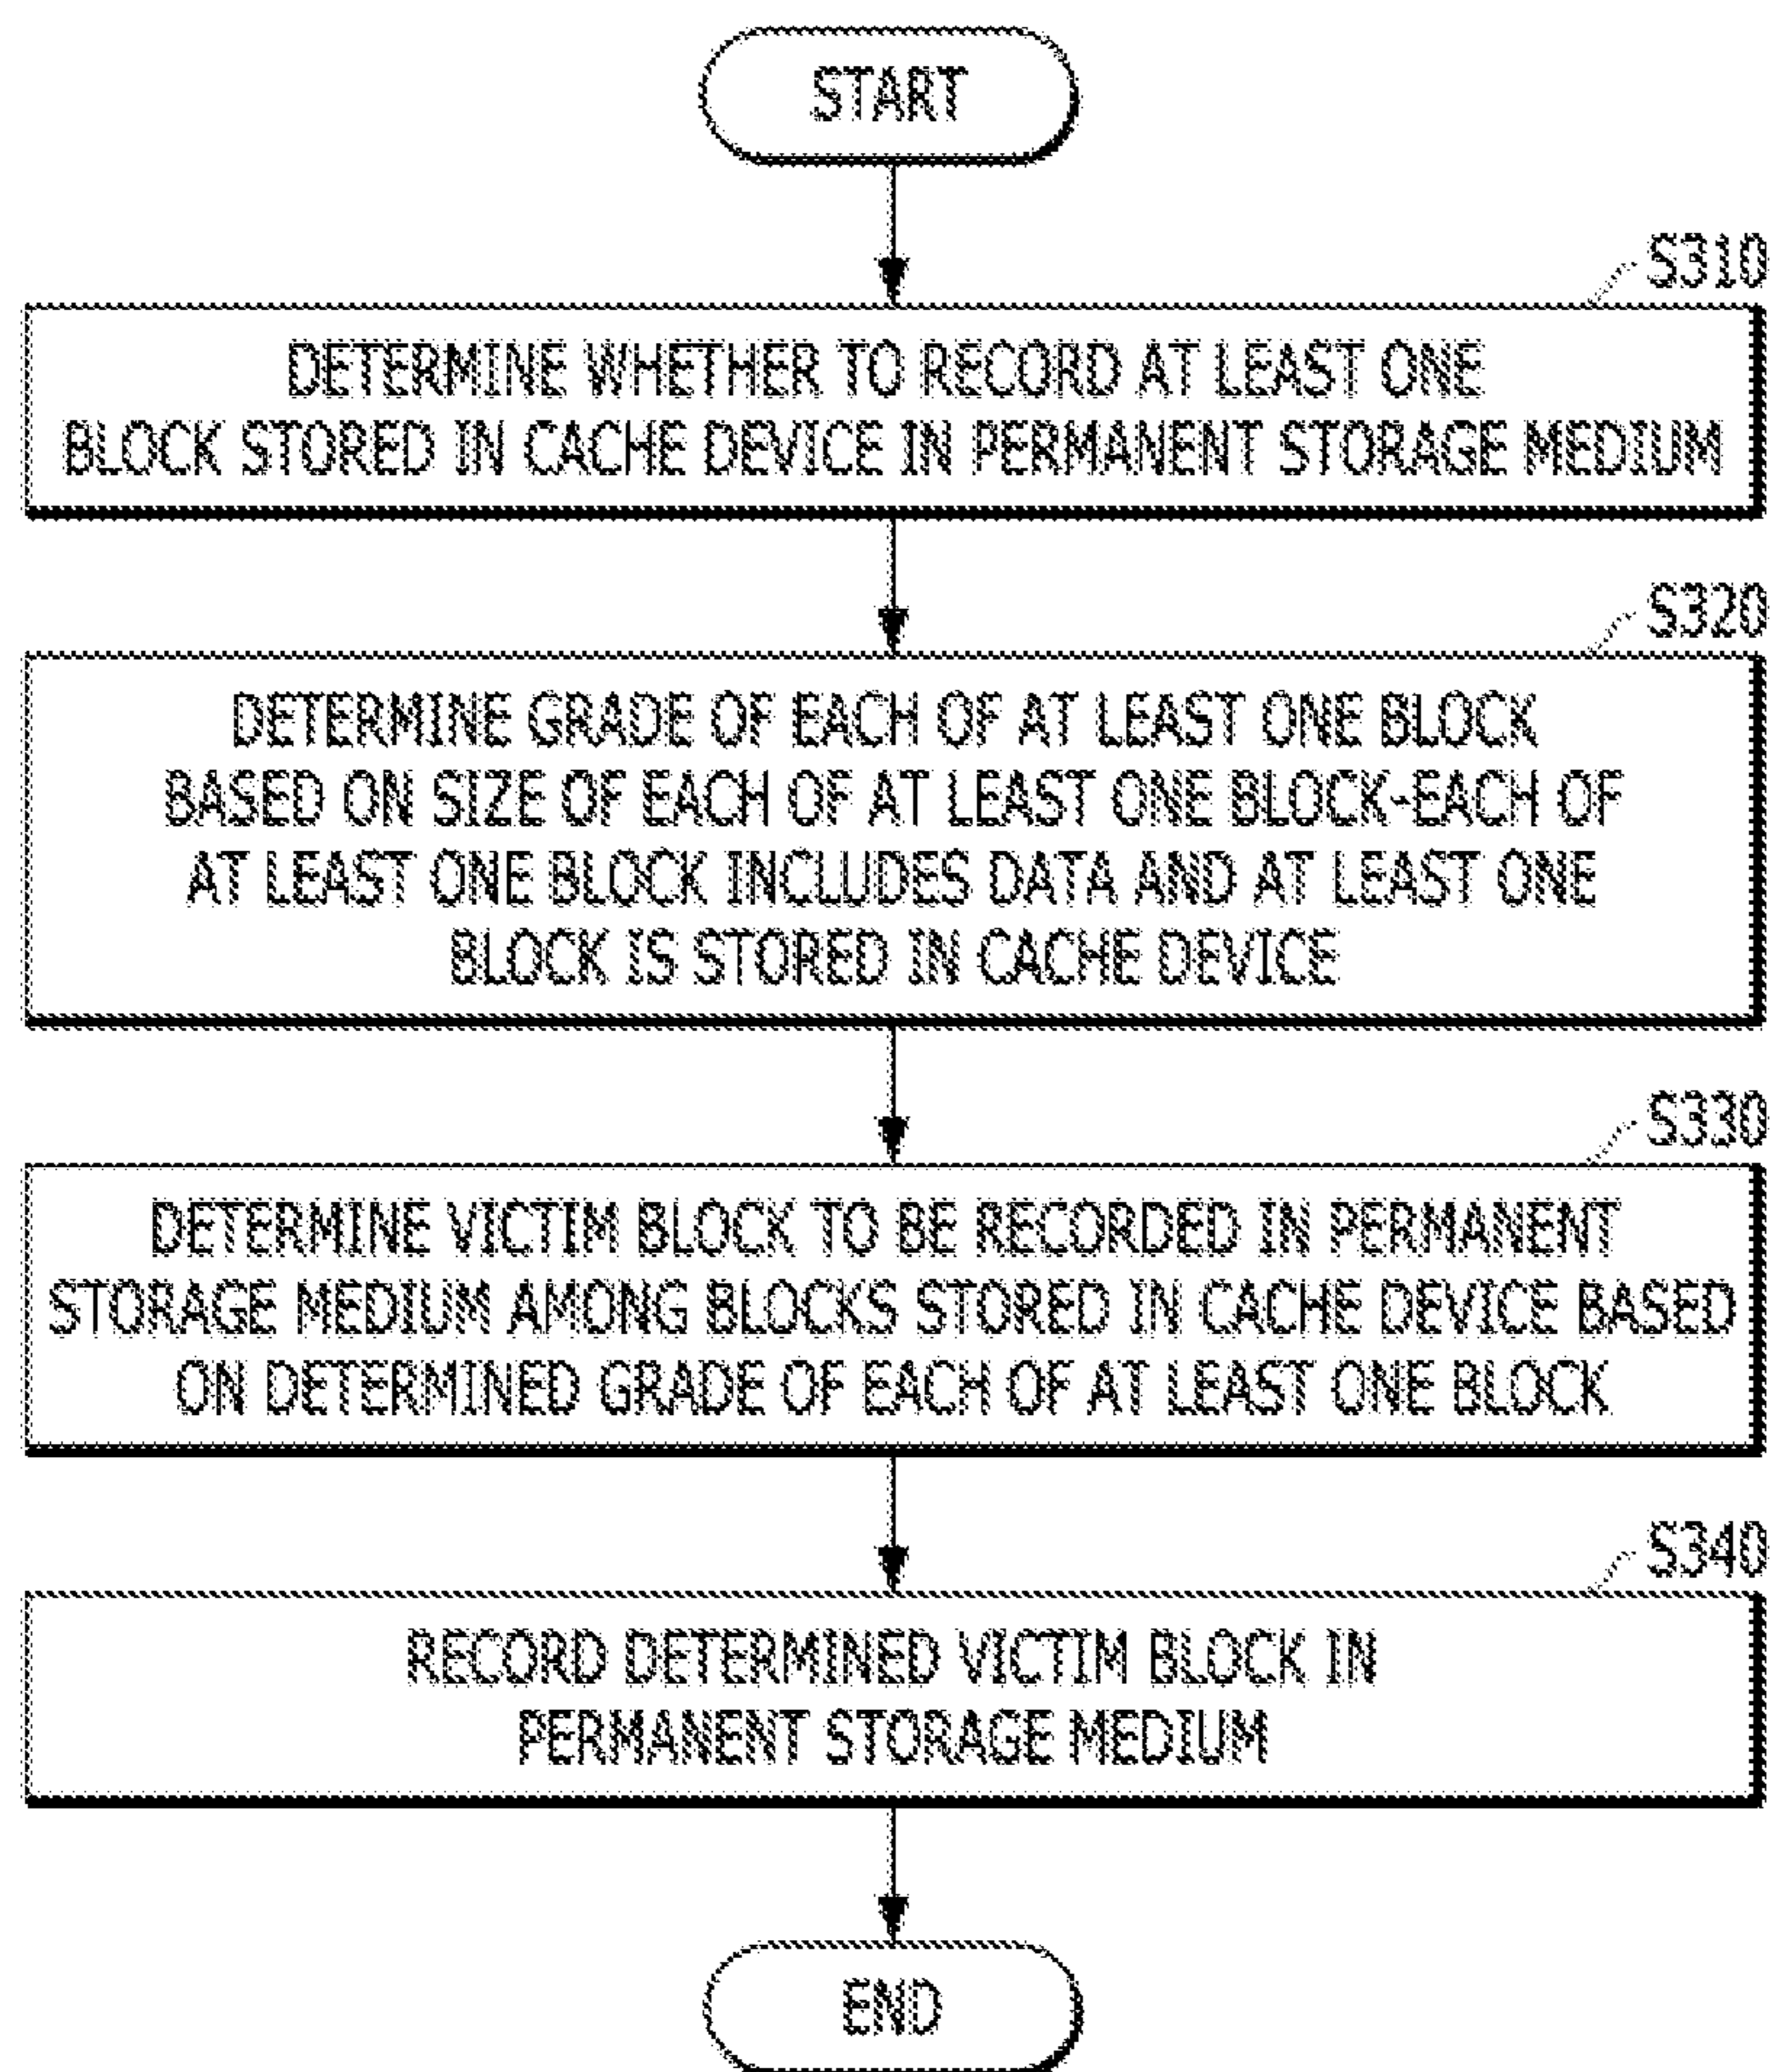 START
S310
DETERMINE WHETHER TO RECORD AT LEAST ONE
BLOCK STORED IN CACHE DEVICE IN PERMANENT STORAGE MEDIUM
S320
DETERMINE GRADE OF EACH OF AT LEAST ONE BLOCK
BASED ON SIZE OF EACH OF AT LEAST ONE BLOCK-EACH OF
AT LEAST ONE BLOCK INCLUDES DATA AND AT LEAST ONE
BLOCK IS STORED IN CACHE DEVICE
S330
DETERMINE VICTIM BLOCK TO BE RECORDED IN PERMANENT
STORAGE MEDIUM AMONG BLOCKS STORED IN CACHE DEVICE BASED
ON DETERMINED GRADE OF EACH OF AT LEAST ONE BLOCK
S340
RECORD DETERMINED VICTIM BLOCK IN
PERMANENT STORAGE MEDIUM
END